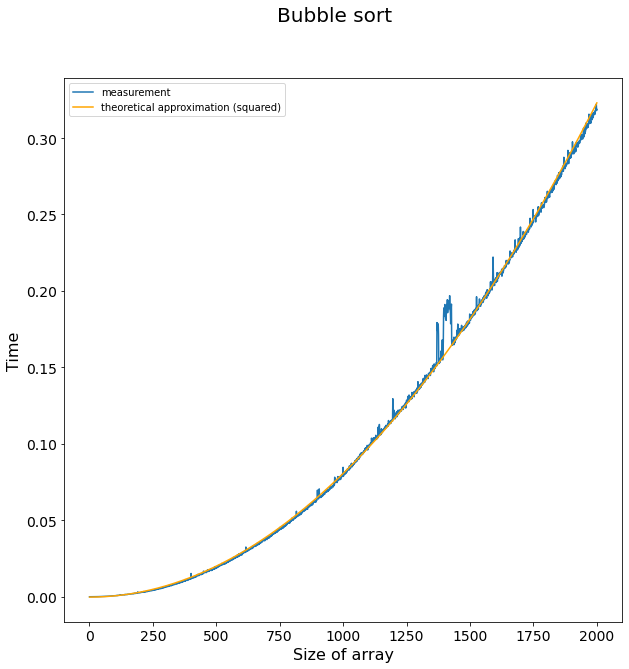 Bubble sort
measurement
theoretical approximation (squared)
0.30
0.25
0.20
0.15
0.10
0.05
0.00
Time
0 250 500 750 1000 1250 1500 1750 2000
Size of array